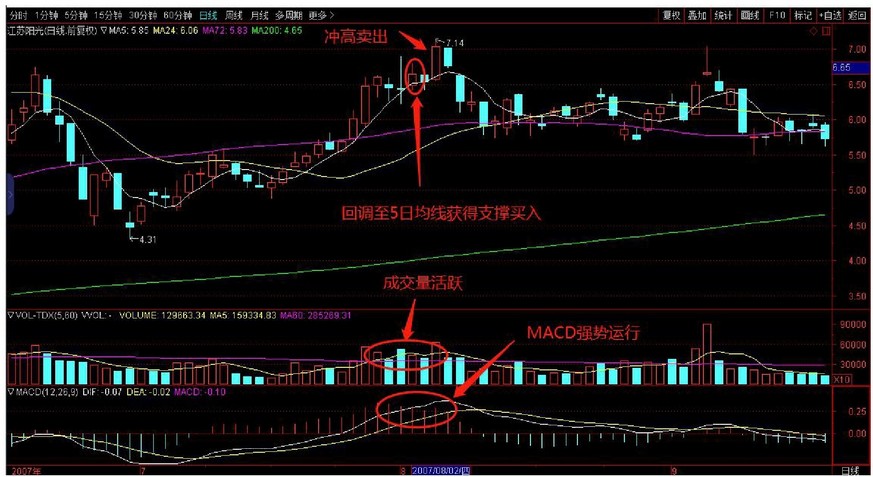 分时 1分钟 5分钟 15分钟 30分钟 60分钟 日线 周线 月线 多周期 更多 > 复权 叠加 统计 画线 F10 标记 +自选 返回
江苏阳光(日线.前复权) ▽MA5: 5.85 MA24: 6.06 MA72: 5.83 MA200: 4.65
冲高卖出
7.14
7.00
6.65
6.50
6.00
5.50
5.00
回调至5日均线获得支撑买入
4.31
4.00
3.50
成交量活跃
▽VOL-TDX(5,60) VVOL: - VOLUME: 129663.34 MA5: 159334.83 MA60: 285269.31
MACD强势运行
90000
60000
30000
X10
▽MACD(12,26,9) DIF: -0.07 DEA: -0.02 MACD: -0.10
0.25
0.00
2007年 7 8 2007/08/02/四 9 日线